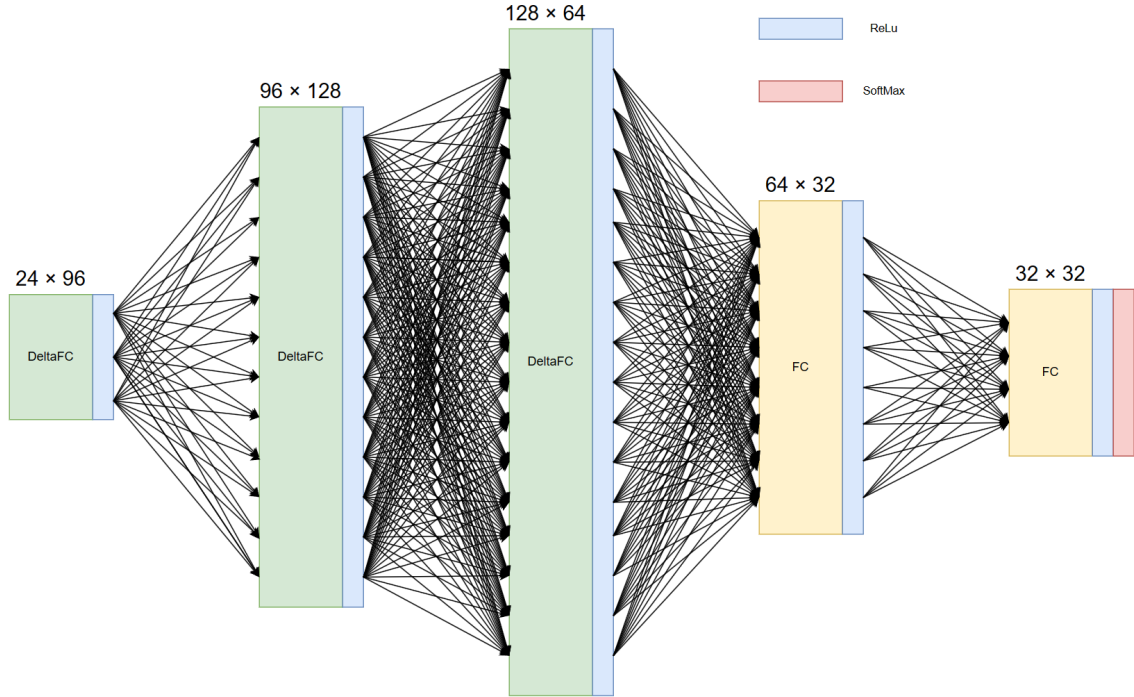 128 × 64
ReLu
SoftMax
96 × 128
64 × 32
24 × 96
32 × 32
DeltaFC
DeltaFC
DeltaFC
FC
FC